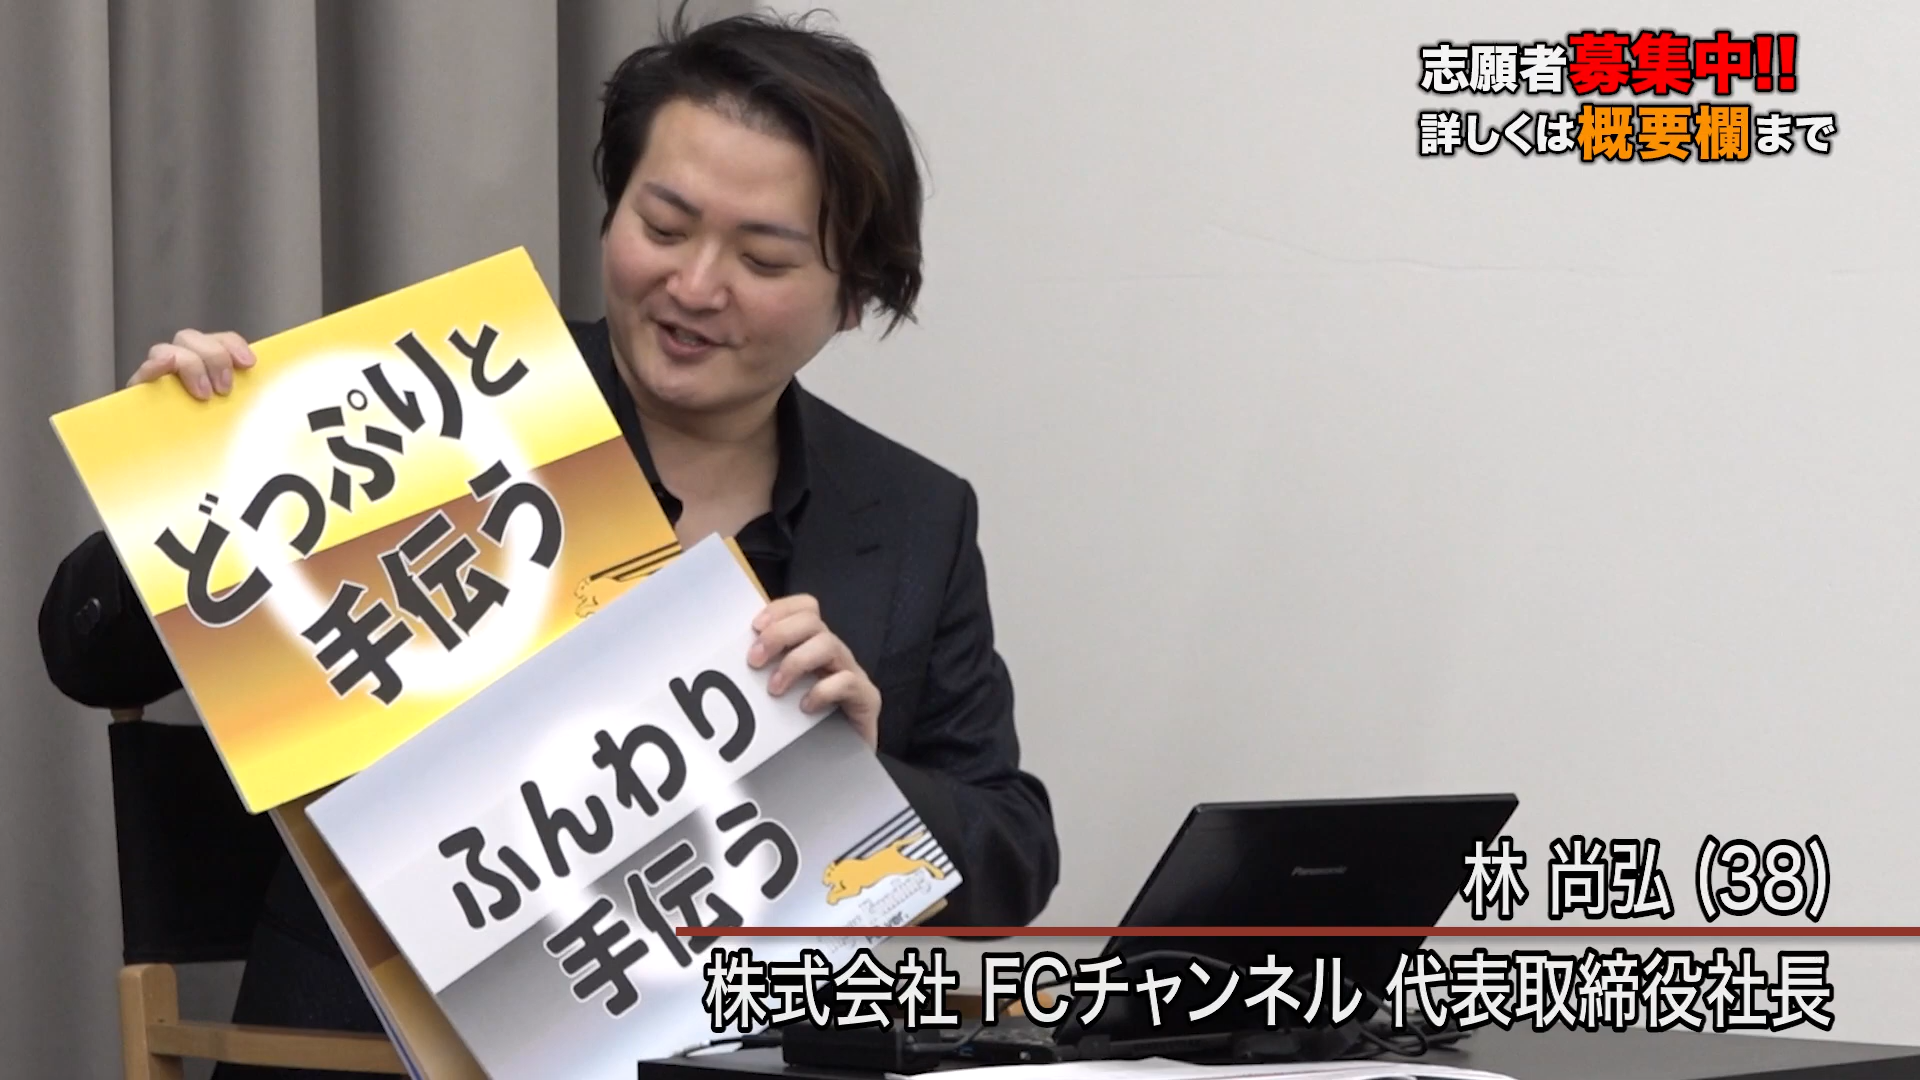 志願者募集中!!
詳しくは概要欄まで
どっぷりと
手伝う
ふんわり
手伝う
Panasonic
林 尚弘 (38)
株式会社 FCチャンネル 代表取締役社長